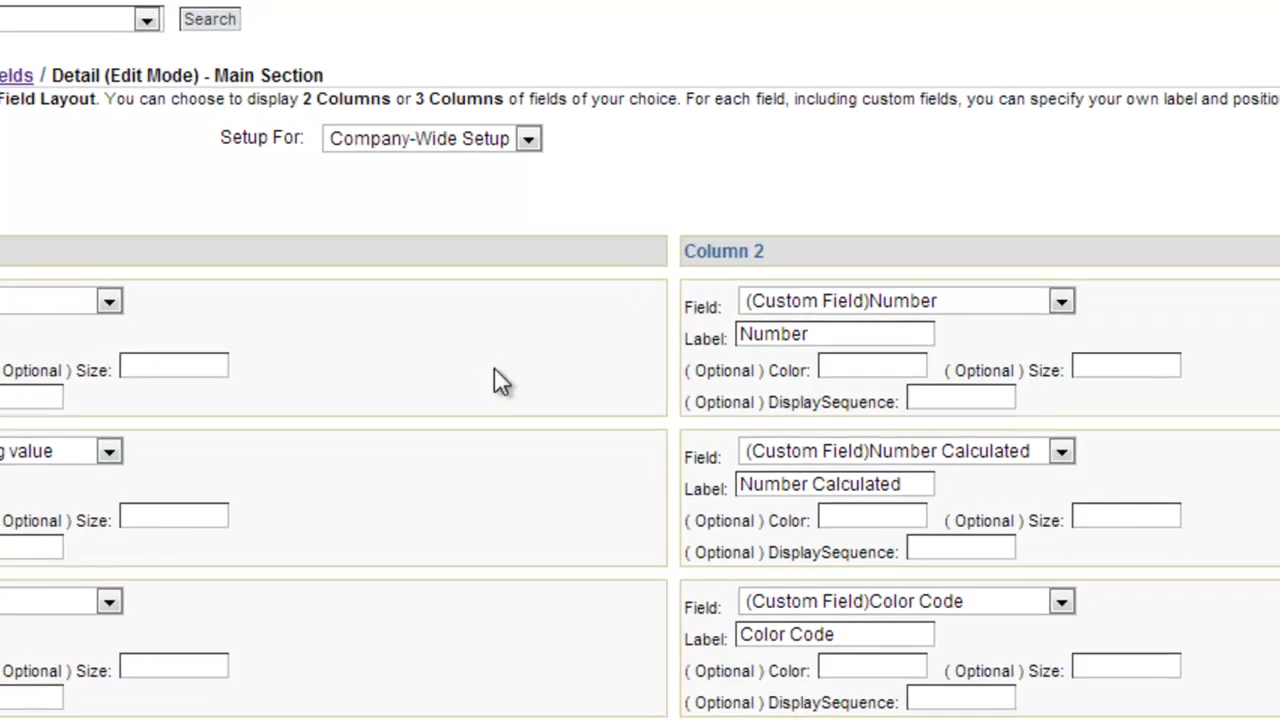 Search
elds / Detail (Edit Mode) - Main Section
Field Layout. You can choose to display 2 Columns or 3 Columns of fields of your choice. For each field, including custom fields, you can specify your own label and positio
Setup For: Company-Wide Setup
Column 2
Field: (Custom Field)Number
Label: Number
Optional ) Size:
( Optional ) Color: ( Optional ) Size:
( Optional ) DisplaySequence:
g value
Field: (Custom Field)Number Calculated
Label: Number Calculated
Optional ) Size:
( Optional ) Color: ( Optional ) Size:
( Optional ) DisplaySequence:
Field: (Custom Field)Color Code
Label: Color Code
Optional ) Size:
( Optional ) Color: ( Optional ) Size:
( Optional ) DisplaySequence: